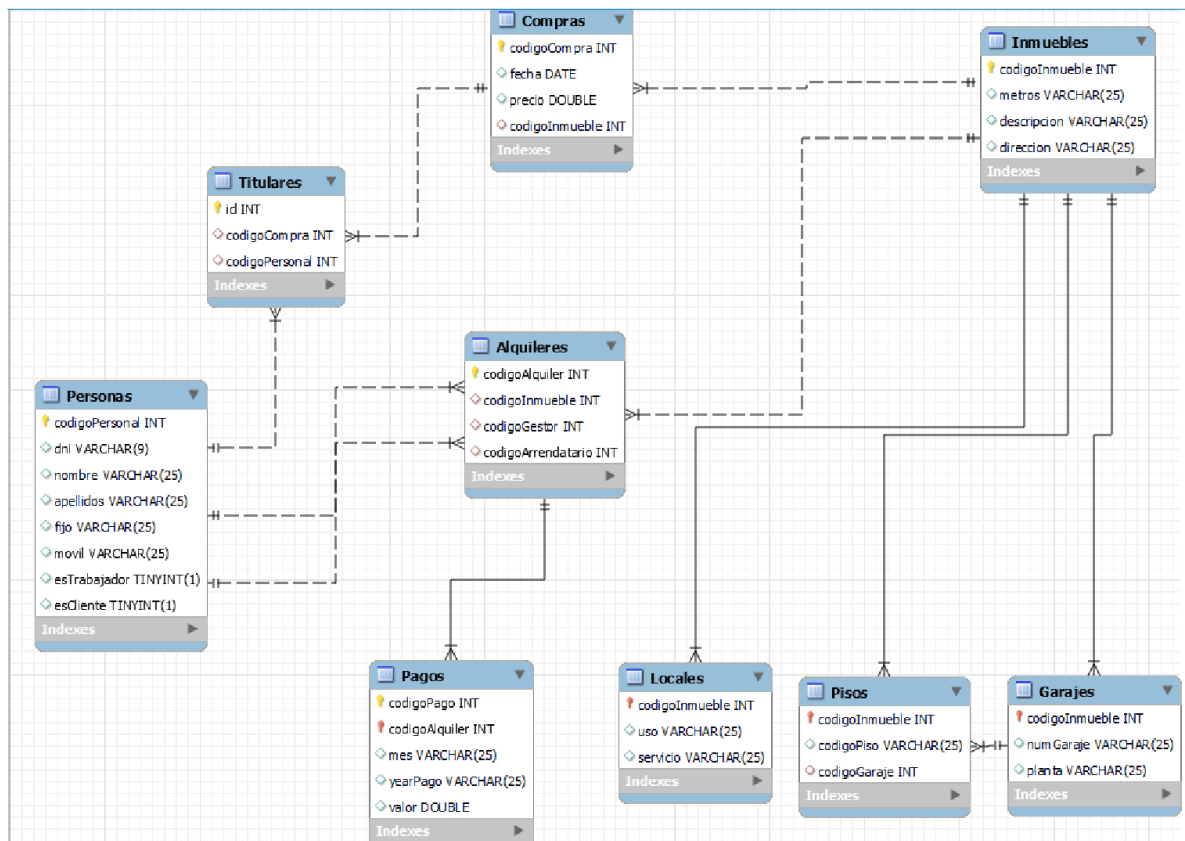 Compras
codigoCompra INT
fecha DATE
precio DOUBLE
codigoInmueble INT
Indexes
Inmuebles
codigoInmueble INT
metros VARCHAR(25)
descripcion VARCHAR(25)
direccion VARCHAR(25)
Indexes
Titulares
id INT
codigoCompra INT
codigoPersonal INT
Indexes
Alquileres
codigoAlquiler INT
codigoInmueble INT
codigoGestor INT
codigoArrendatario INT
Indexes
Personas
codigoPersonal INT
dni VARCHAR(9)
nombre VARCHAR(25)
apellidos VARCHAR(25)
fijo VARCHAR(25)
movil VARCHAR(25)
esTrabajador TINYINT(1)
esCliente TINYINT(1)
Indexes
Pagos
codigoPago INT
codigoAlquiler INT
mes VARCHAR(25)
yearPago VARCHAR(25)
valor DOUBLE
Indexes
Locales
codigoInmueble INT
uso VARCHAR(25)
servicio VARCHAR(25)
Indexes
Pisos
codigoInmueble INT
codigoPiso VARCHAR(25)
codigoGaraje INT
Indexes
Garajes
codigoInmueble INT
numGaraje VARCHAR(25)
planta VARCHAR(25)
Indexes